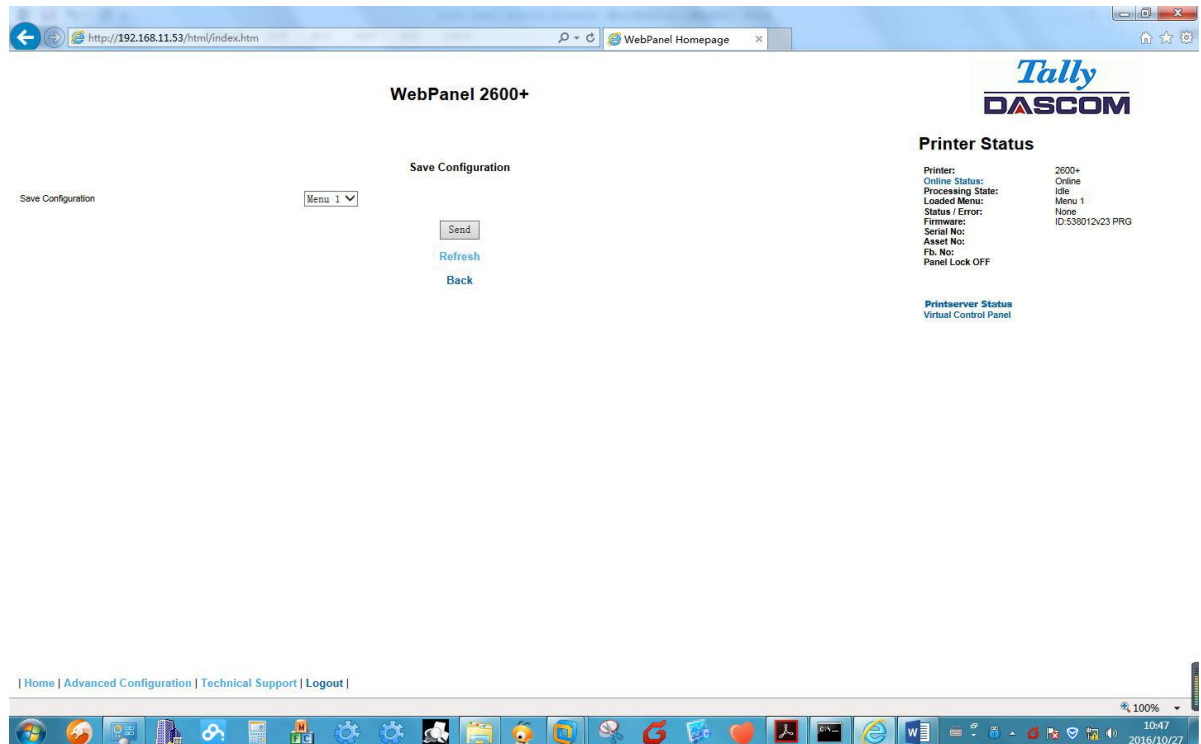 http://192.168.11.53/html/index.htm
WebPanel Homepage
WebPanel 2600+
Tally
DASCOM
Save Configuration
Save Configuration
Menu 1
Send
Refresh
Back
Printer Status
Printer: 2600+
Online Status: Online
Processing State: Idle
Loaded Menu: Menu 1
Status / Error: None
Firmware: ID:538012v23 PRG
Serial No:
Asset No:
Fb. No:
Panel Lock OFF
Printserver Status
Virtual Control Panel
| Home | Advanced Configuration | Technical Support | Logout |
100%
10:47
2016/10/27